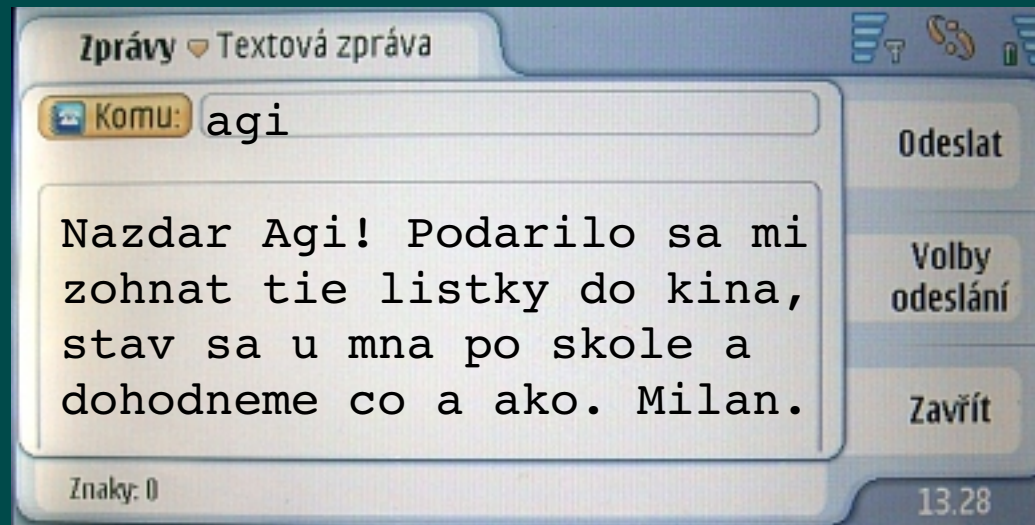 Zprávy Textová zpráva
Komu: agi
Odeslat
Nazdar Agi! Podarilo sa mi
zohnat tie listky do kina,
stav sa u mna po skole a
dohodneme co a ako. Milan.
Volby
odeslání
Zavřít
Znaky: 0
13.28